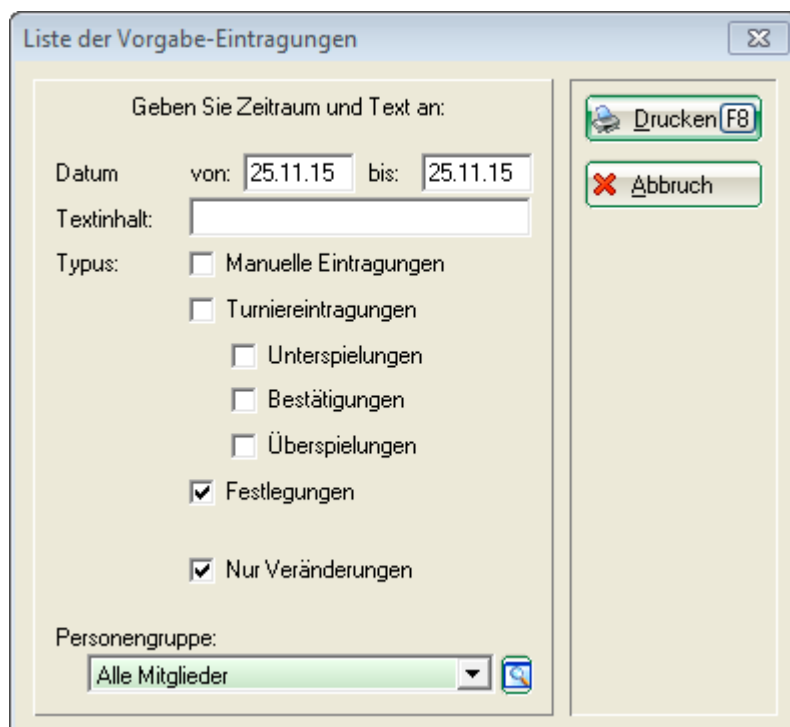 Liste der Vorgabe-Eintragungen
Geben Sie Zeitraum und Text an:
Datum von: 25.11.15 bis: 25.11.15
Textinhalt:
Typus: Manuelle Eintragungen
Turniereintragungen
Unterspielungen
Bestätigungen
Überspielungen
Festlegungen
Nur Veränderungen
Personengruppe:
Alle Mitglieder
Drucken F8
Abbruch